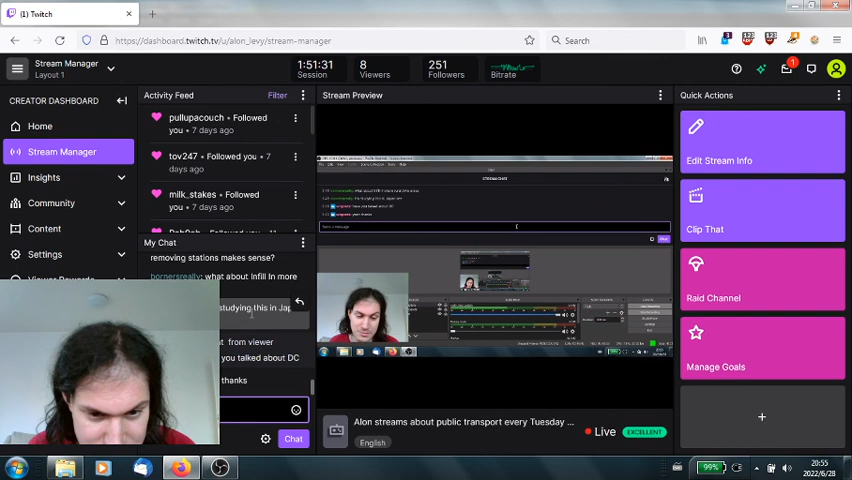 (1) Twitch
https://dashboard.twitch.tv/u/alon_levy/stream-manager
Search
Stream Manager
Layout 1
1:51:31
Session
8
Viewers
251
Followers
Bitrate
1
CREATOR DASHBOARD
Home
Stream Manager
Insights
Community
Content
Settings
Activity Feed
Filter
pullupacouch • Followed
you • 7 days ago
tov247 • Followed you • 7
days ago
milk_stakes • Followed
you • 7 days ago
My Chat
removing stations makes sense?
bornersreally: what about Infill In more
studying this in Jap
from viewer
you talked about DC
thanks
Chat
Stream Preview
Alon streams about public transport every Tuesday ...
English
Live
EXCELLENT
Quick Actions
Edit Stream Info
Clip That
Raid Channel
Manage Goals
99%
20:55
2022/6/28